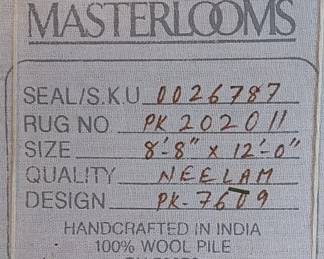 MASTERLOOMS
SEAL/S.K.U 0026787
RUG NO. PK 202011
SIZE 8'-8" x 12'-0"
QUALITY NEELAM
DESIGN PK-7609
HANDCRAFTED IN INDIA
100% WOOL PILE